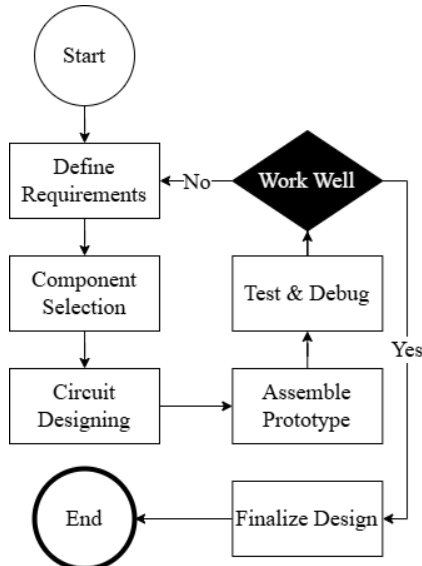 Start
Define
Requirements
No
Work Well
Component
Selection
Test & Debug
Yes
Circuit
Designing
Assemble
Prototype
End
Finalize Design